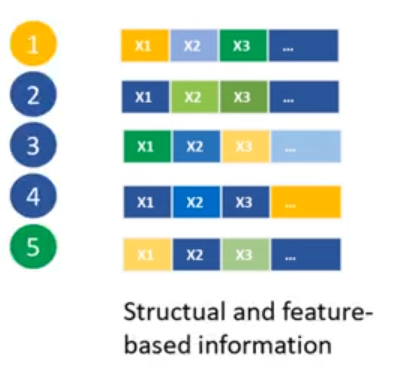 1 X1 X2 X3 ...
2 X1 X2 X3 ...
3 X1 X2 X3 ...
4 X1 X2 X3 ...
5 X1 X2 X3 ...
Structual and feature-
based information